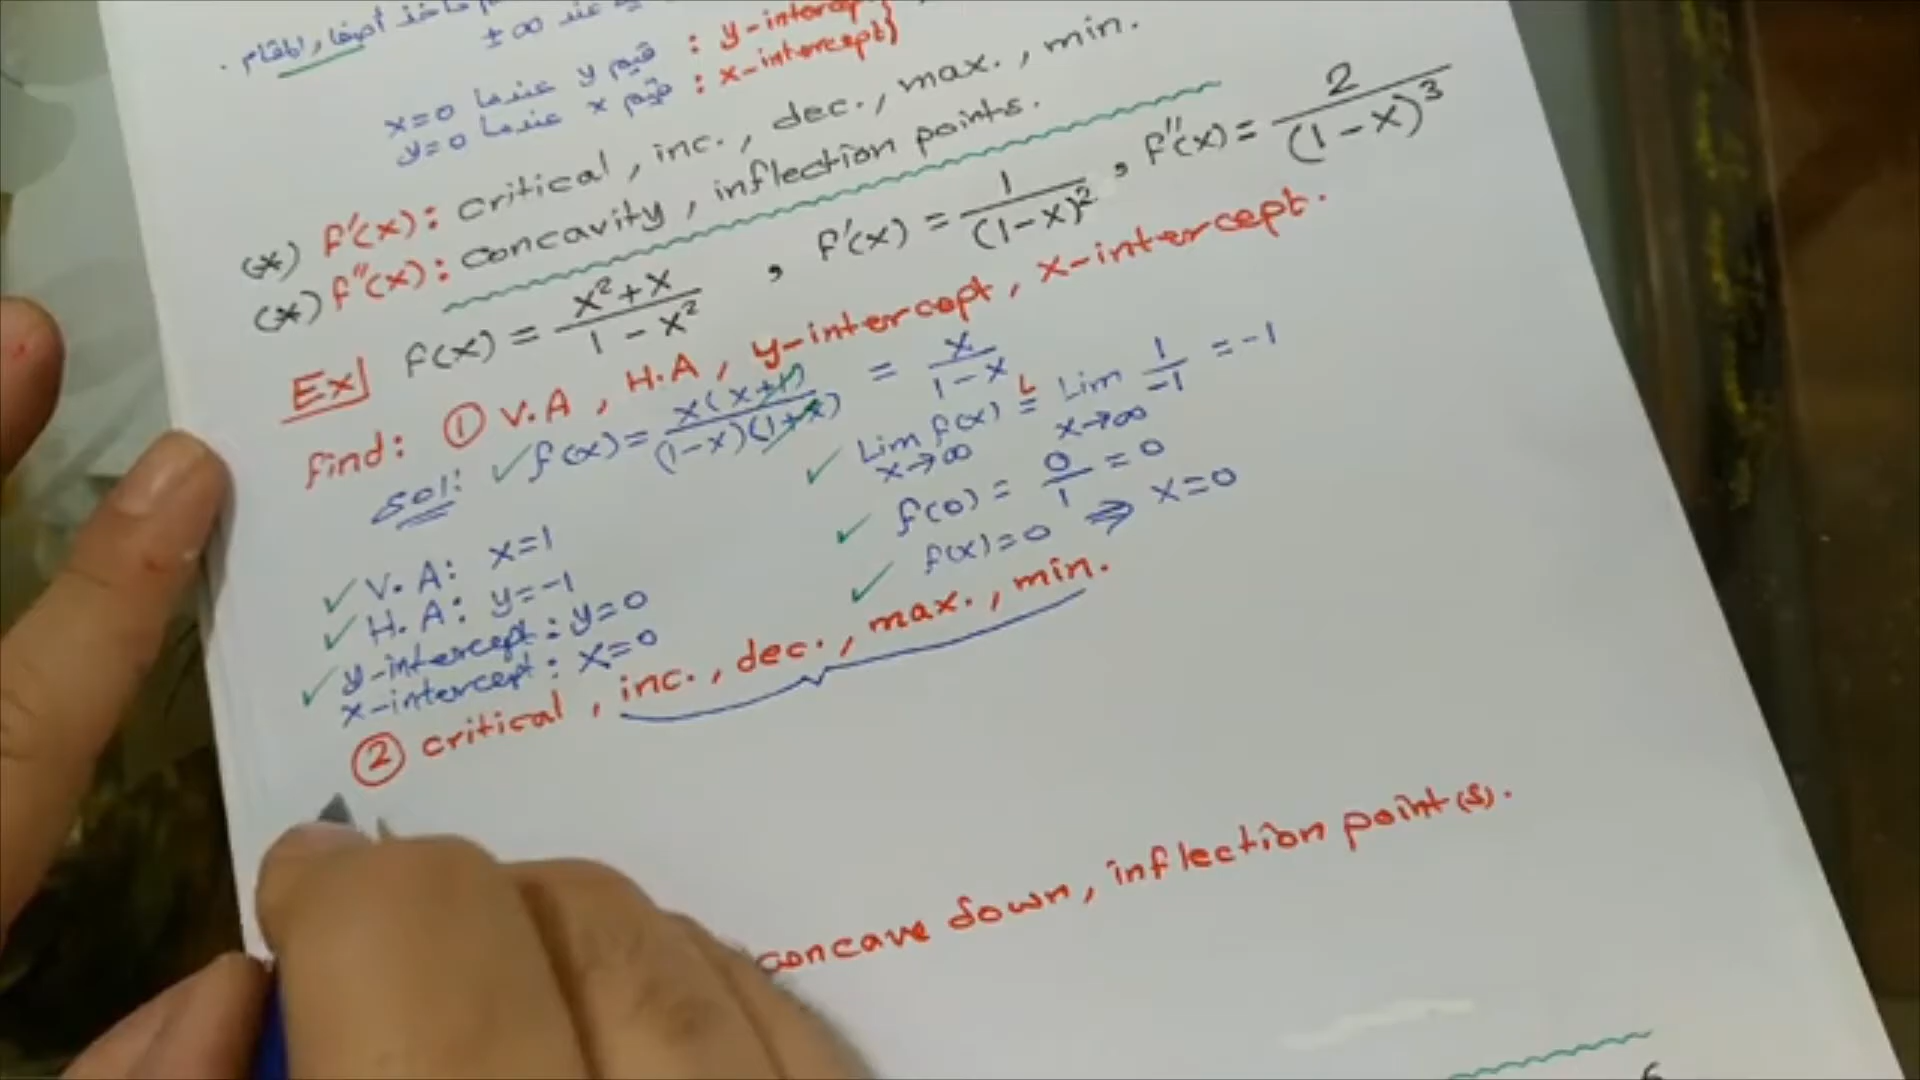 ماخذ أصفار المقام .
± ∞ عند
x=0 قيم y عندما : y-intercept
y=0 قيم x عندما : x-intercept}
(*) f'(x): critical, inc., dec., max., min.
(*) f''(x): concavity, inflection points.
Ex] f(x) = (x²+x)/(1-x²) , f'(x) = 1/(1-x)² , f''(x) = 2/(1-x)³
find: ① V.A, H.A, y-intercept, x-intercept.
Sol: ✓ f(x) = x(x+1)/((1-x)(1+x)) = x/(1-x)
✓ Lim x→∞ f(x) =ᴸ Lim x→∞ 1/-1 = -1
✓ f(0) = 0/1 = 0
✓ f(x)=0 ⇒ x=0
✓ V.A: x=1
✓ H.A: y=-1
✓ y-intercept: y=0
x-intercept: x=0
② critical, inc., dec., max., min.
concave down, inflection point(s).